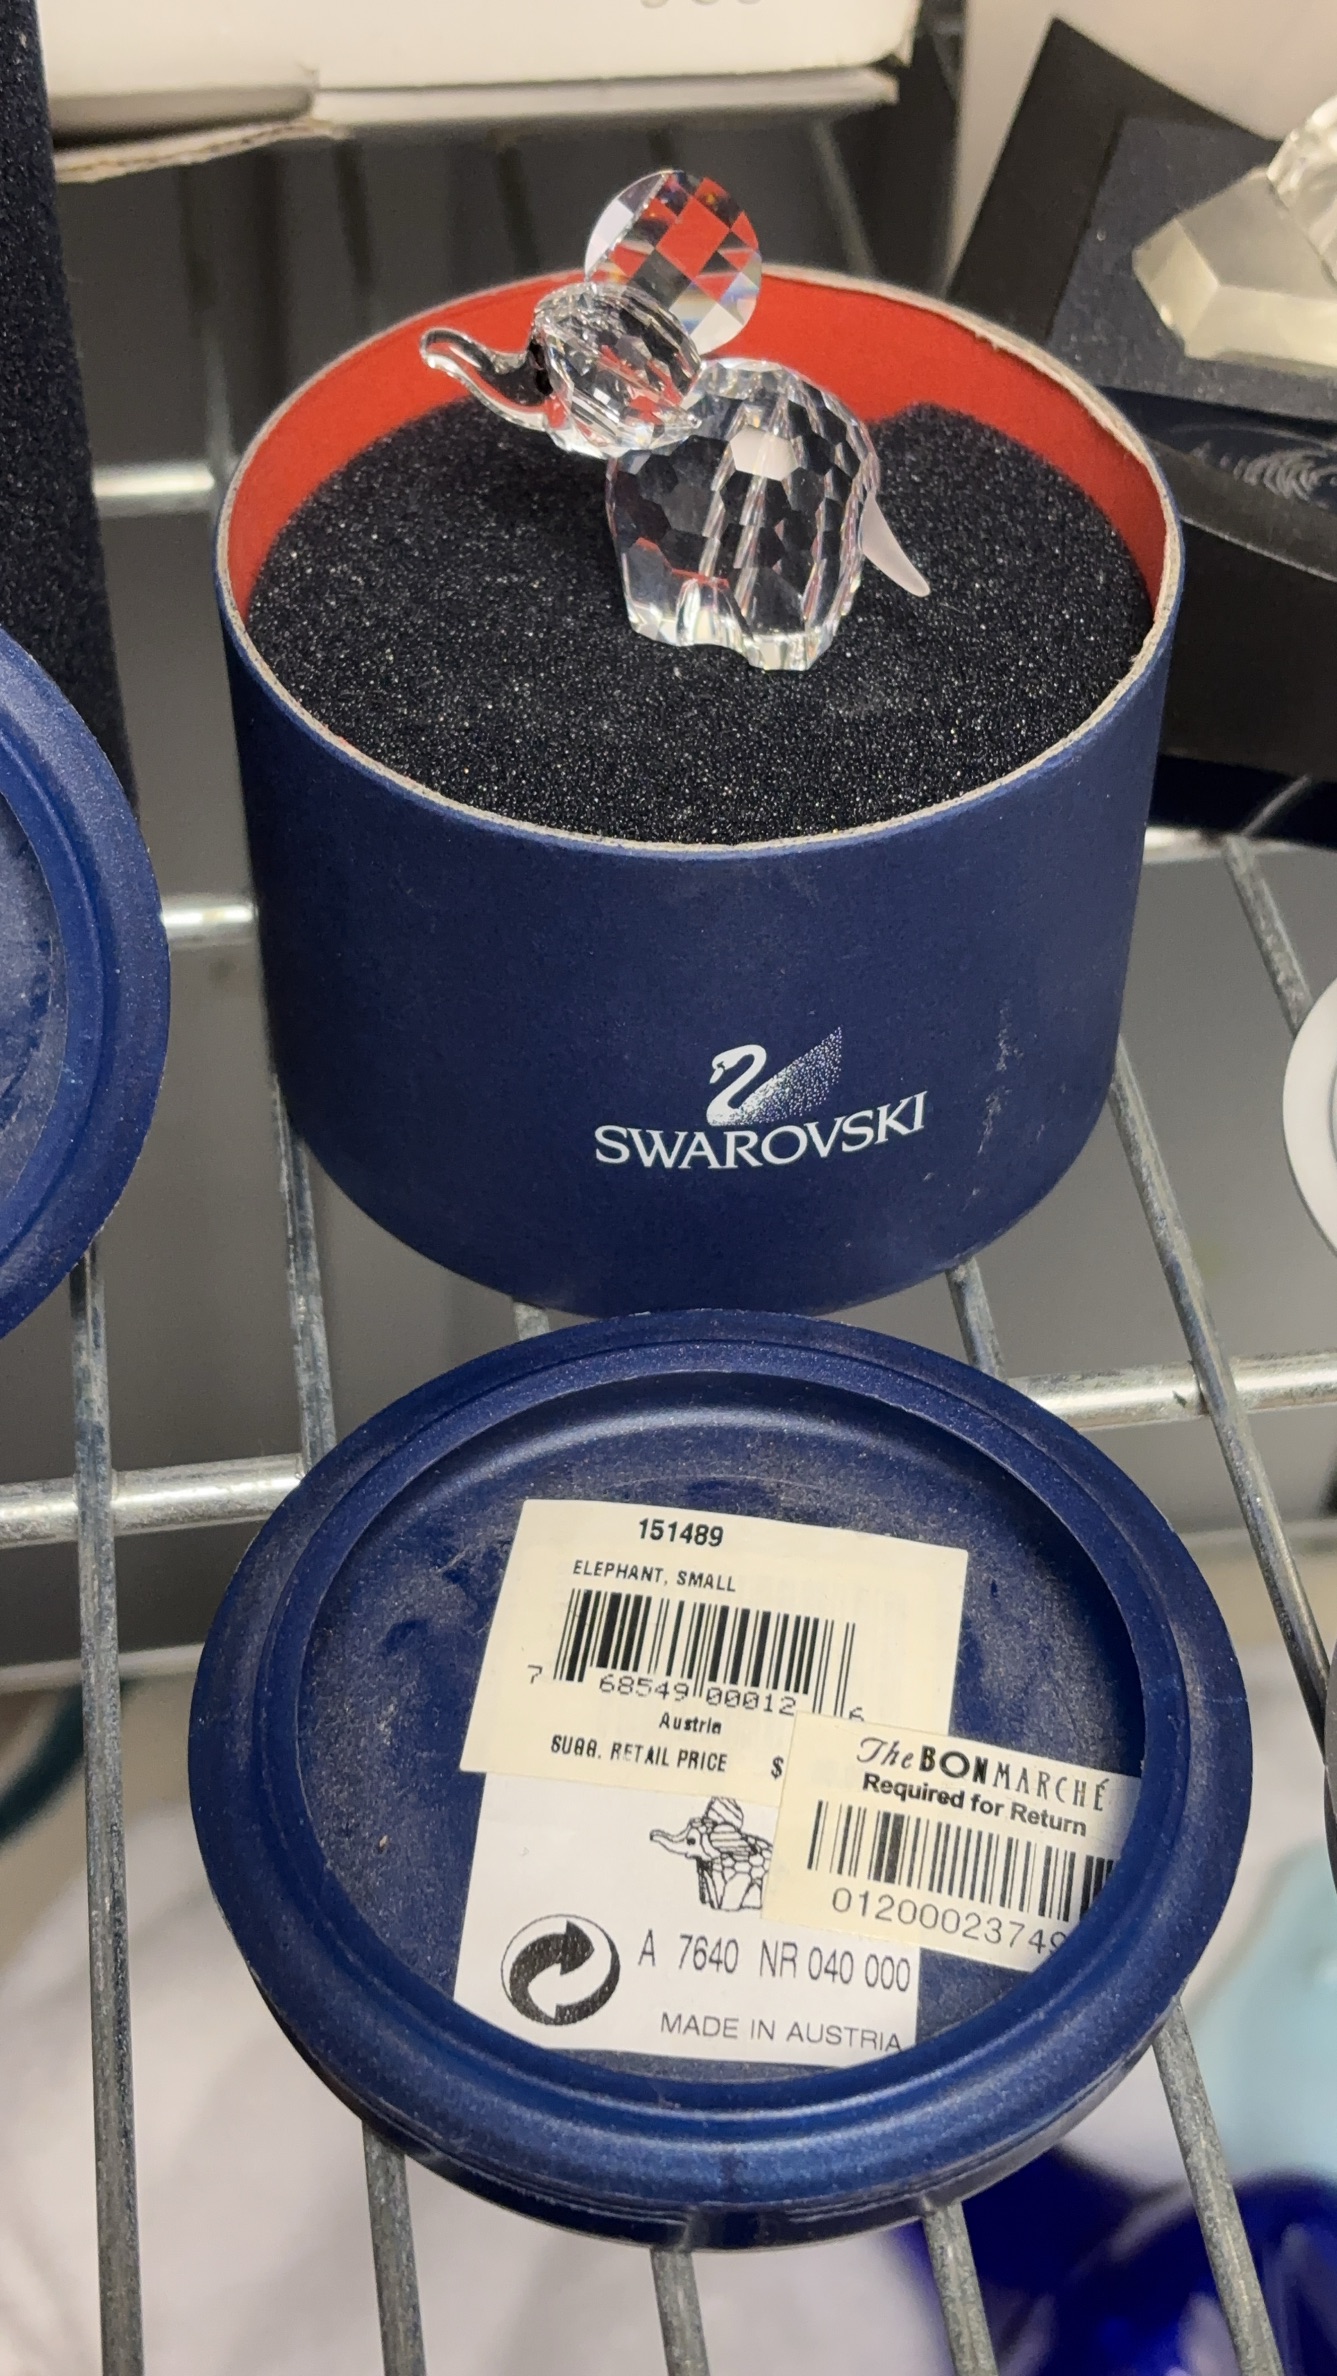 SWAROVSKI
151489
ELEPHANT, SMALL
7 68549 00012 6
Austria
SUGG. RETAIL PRICE $
The BON MARCHÉ
Required for Return
01200023749
A 7640 NR 040 000
MADE IN AUSTRIA